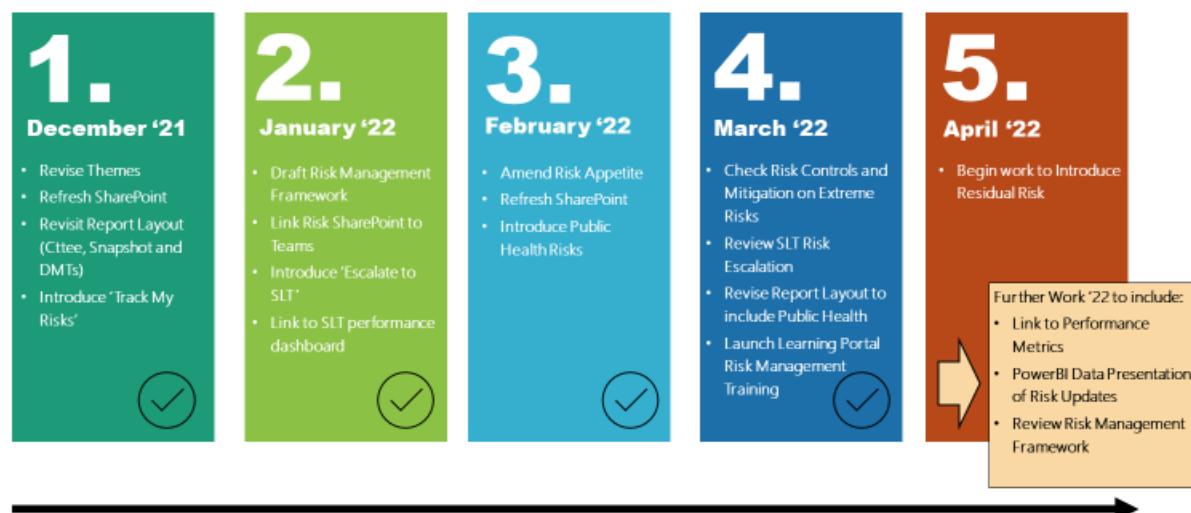 1.
December ‘21
• Revise Themes
• Refresh SharePoint
• Revisit Report Layout
(Cttee, Snapshot and
DMTs)
• Introduce ‘Track My
Risks’
2.
January ‘22
• Draft Risk Management
Framework
• Link Risk SharePoint to
Teams
• Introduce ‘Escalate to
SLT’
• Link to SLT performance
dashboard
3.
February ‘22
• Amend Risk Appetite
• Refresh SharePoint
• Introduce Public
Health Risks
4.
March ‘22
• Check Risk Controls and
Mitigation on Extreme
Risks
• Review SLT Risk
Escalation
• Revise Report Layout to
include Public Health
• Launch Learning Portal
Risk Management
Training
5.
April ‘22
• Begin work to Introduce
Residual Risk
Further Work ’22 to include:
• Link to Performance
Metrics
• PowerBI Data Presentation
of Risk Updates
• Review Risk Management
Framework